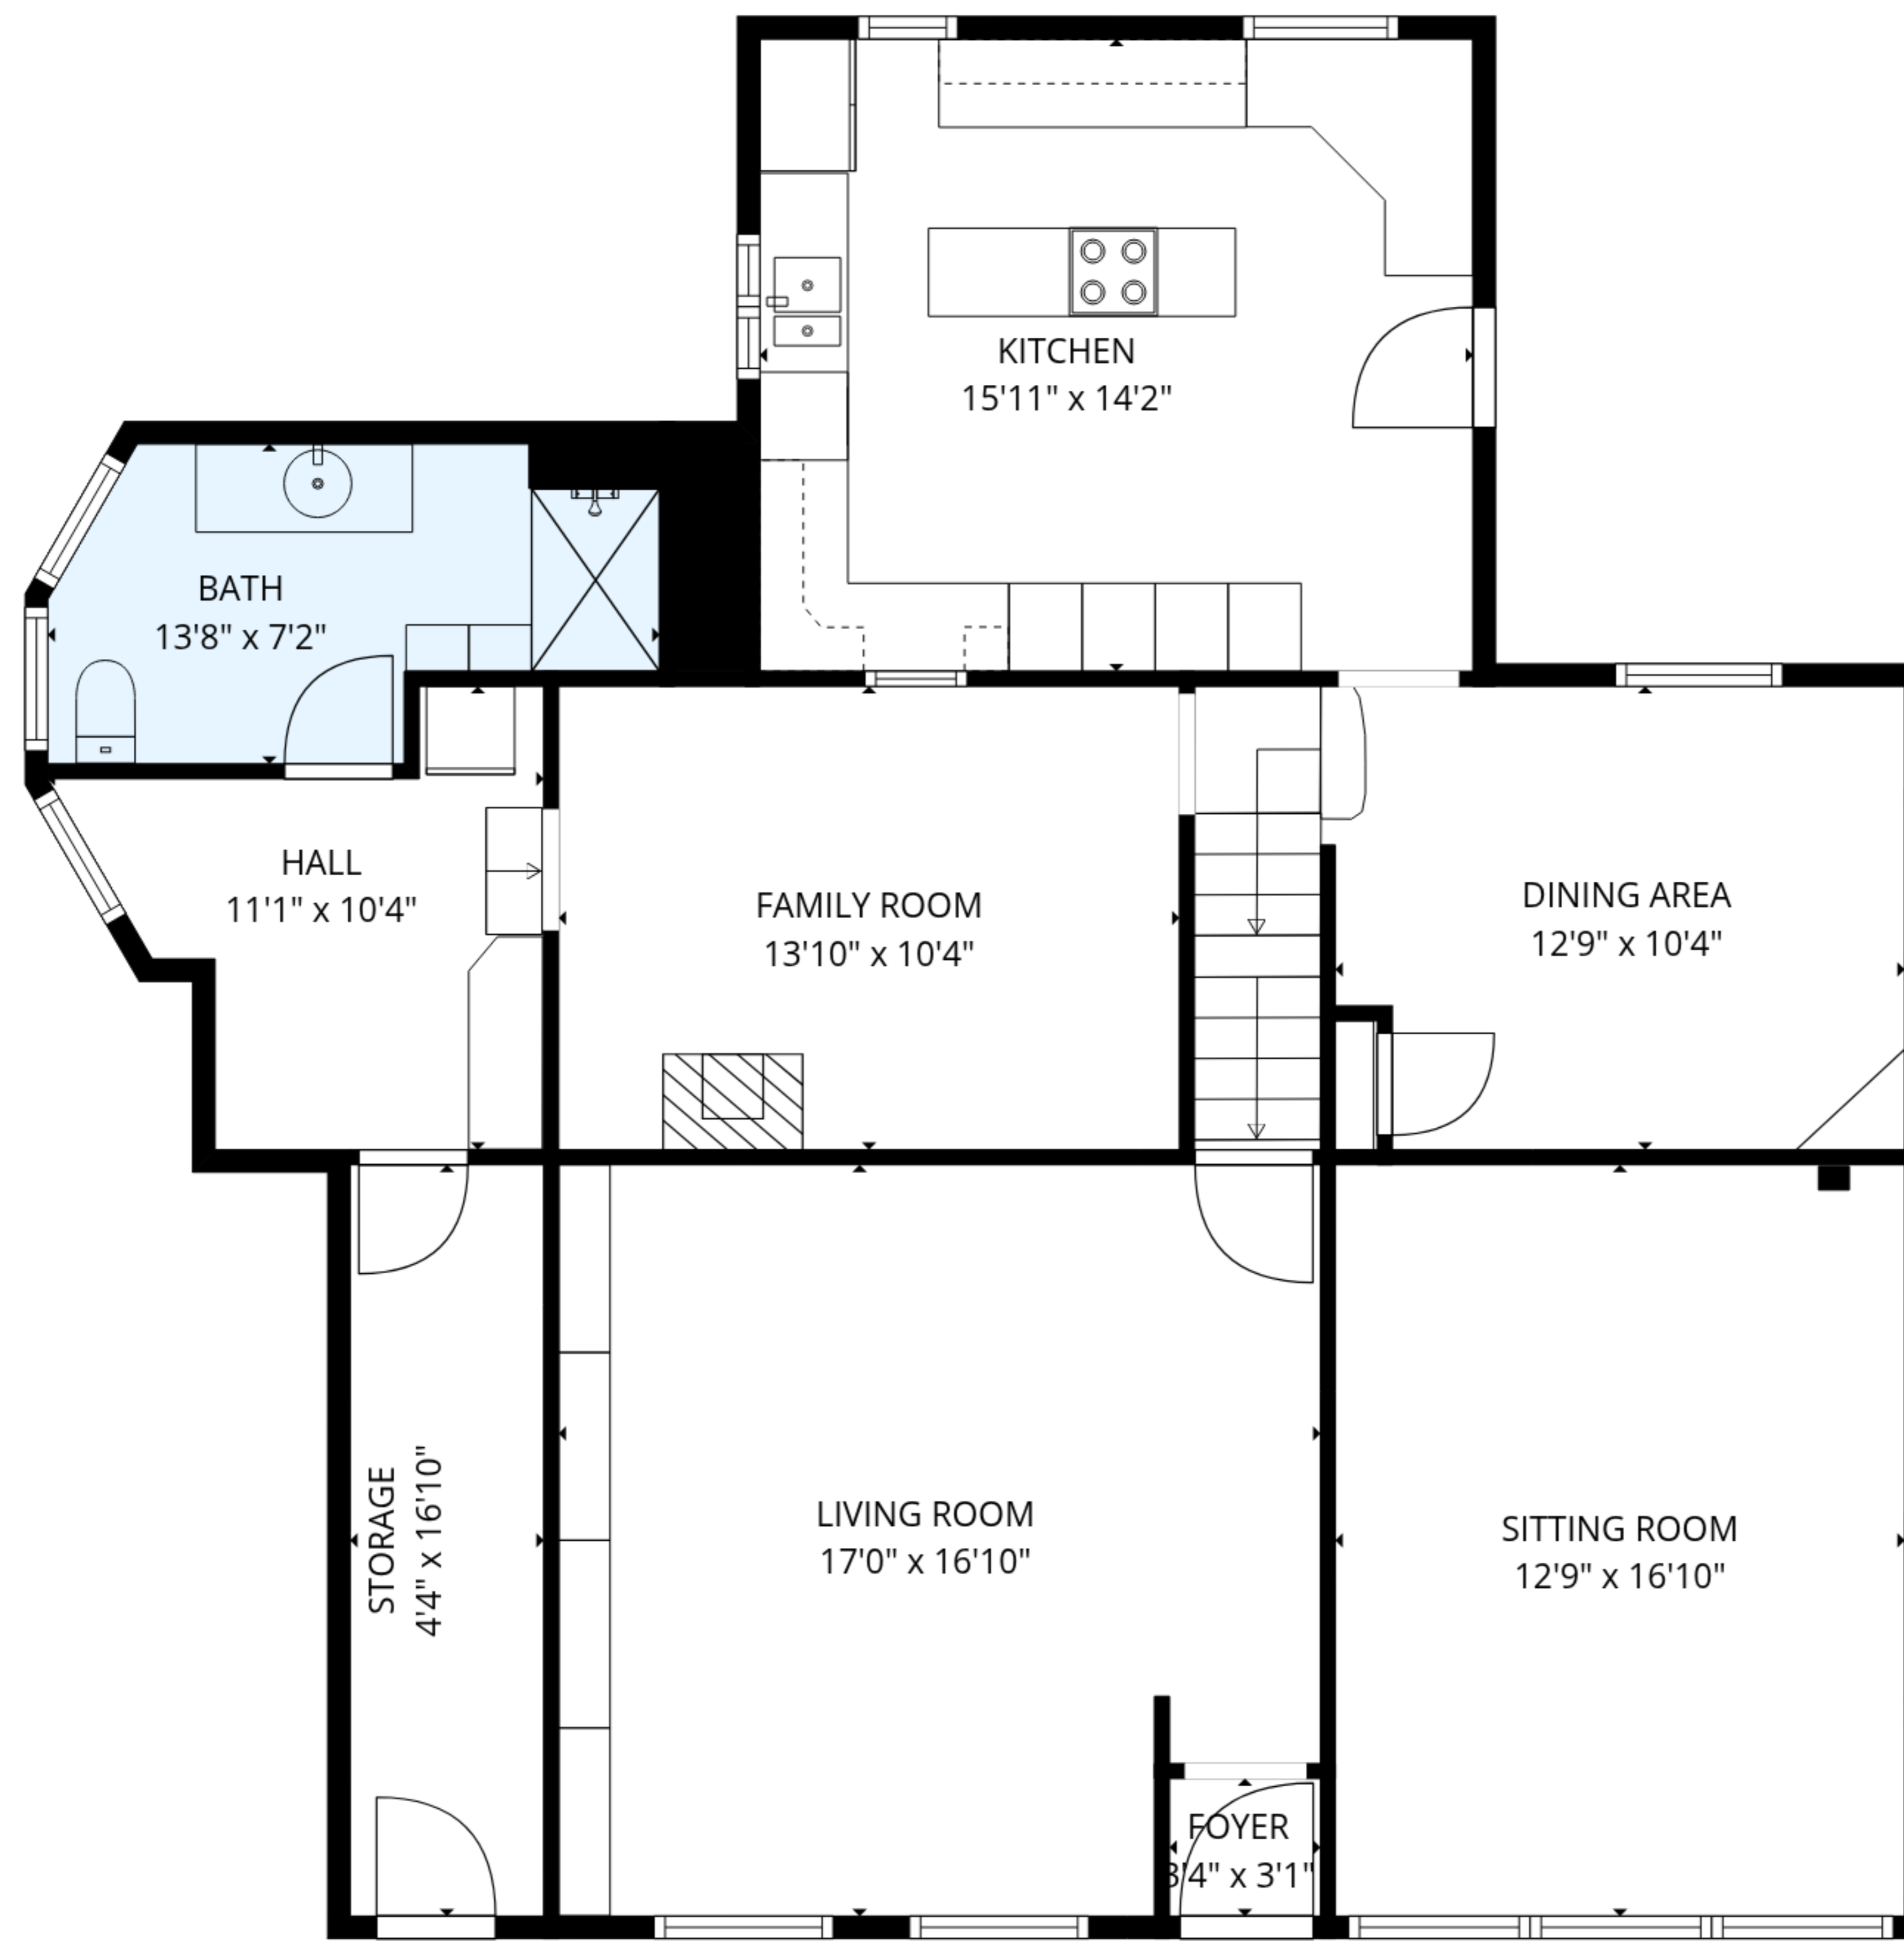 KITCHEN
15'11" x 14'2"
BATH
13'8" x 7'2"
HALL
11'1" x 10'4"
FAMILY ROOM
13'10" x 10'4"
DINING AREA
12'9" x 10'4"
STORAGE
4'4" x 16'10"
LIVING ROOM
17'0" x 16'10"
SITTING ROOM
12'9" x 16'10"
FOYER
3'4" x 3'1"